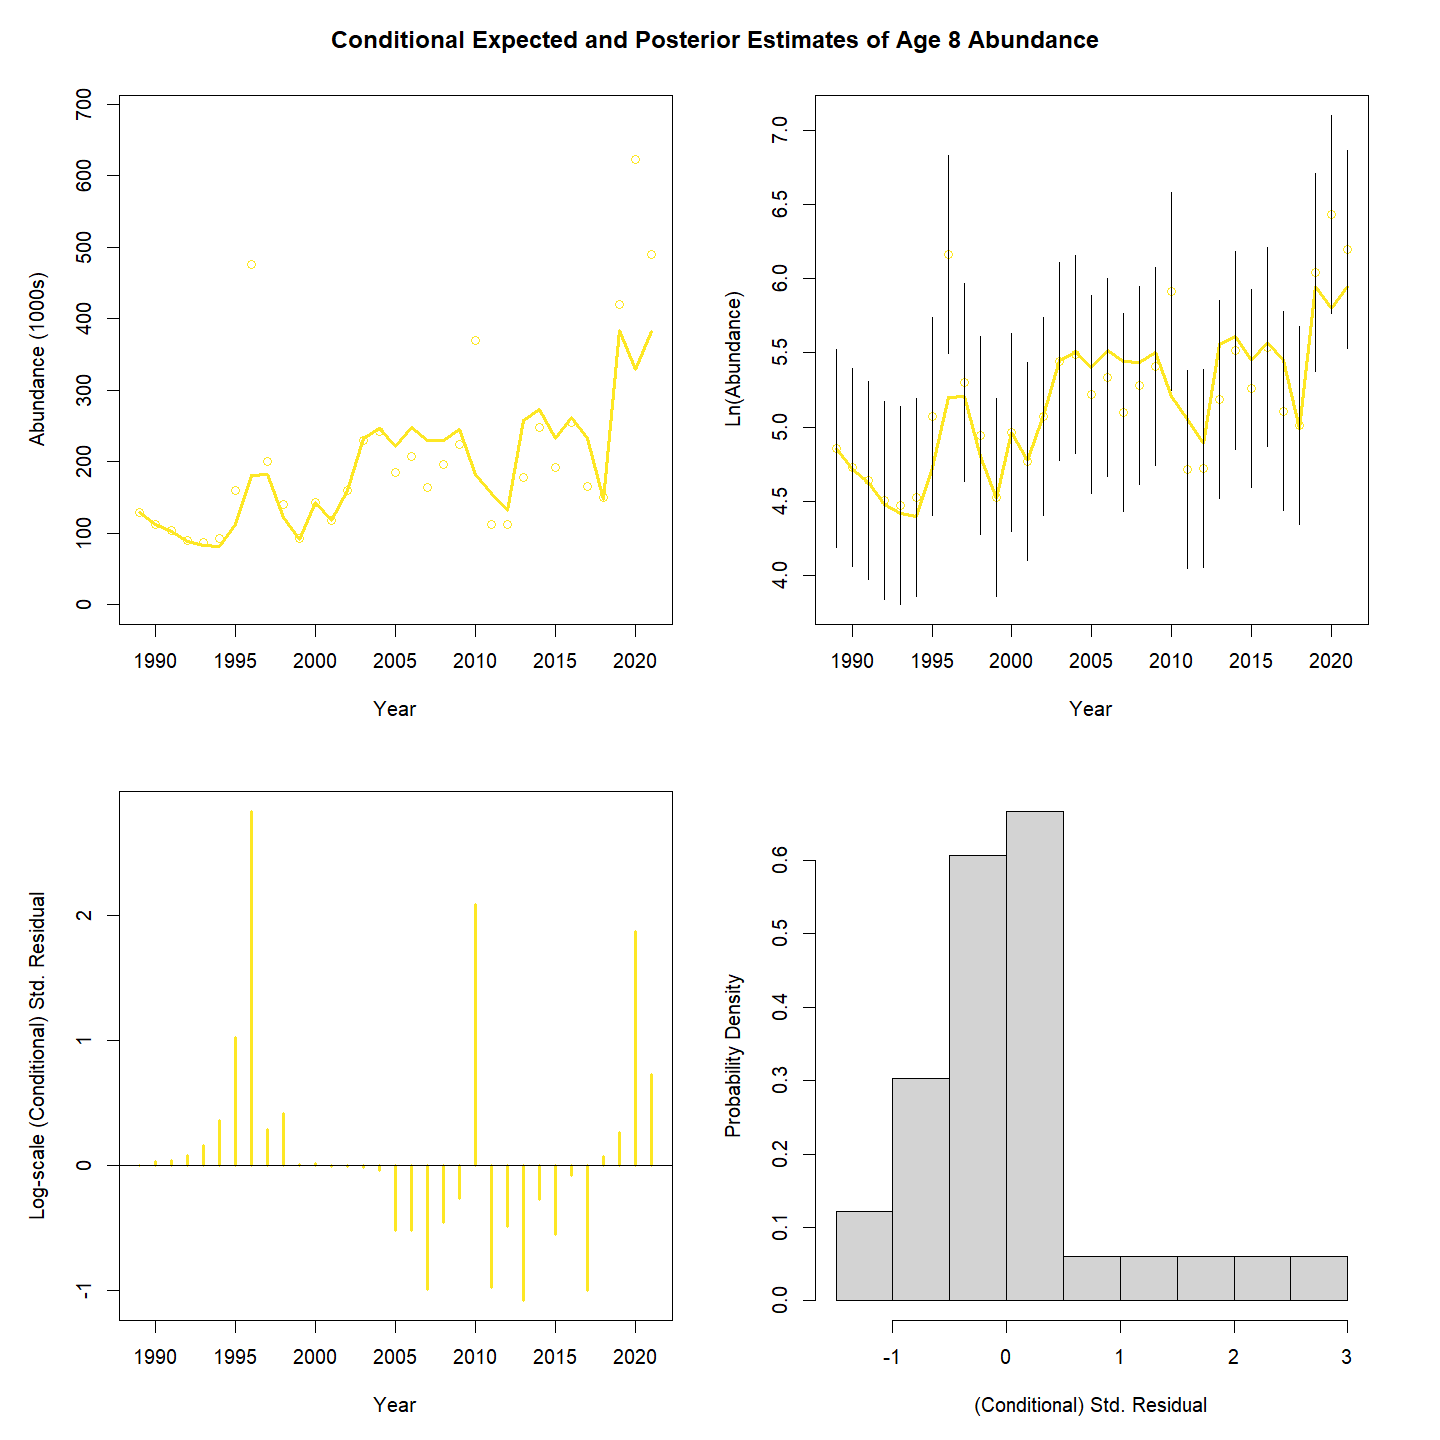 Conditional Expected and Posterior Estimates of Age 8 Abundance
Abundance (1000s)
700
600
500
400
300
200
100
0
1990 1995 2000 2005 2010 2015 2020
Year
Ln(Abundance)
7.0
6.5
6.0
5.5
5.0
4.5
4.0
1990 1995 2000 2005 2010 2015 2020
Year
Log-scale (Conditional) Std. Residual
2
1
0
-1
1990 1995 2000 2005 2010 2015 2020
Year
Probability Density
0.6
0.5
0.4
0.3
0.2
0.1
0.0
-1 0 1 2 3
(Conditional) Std. Residual